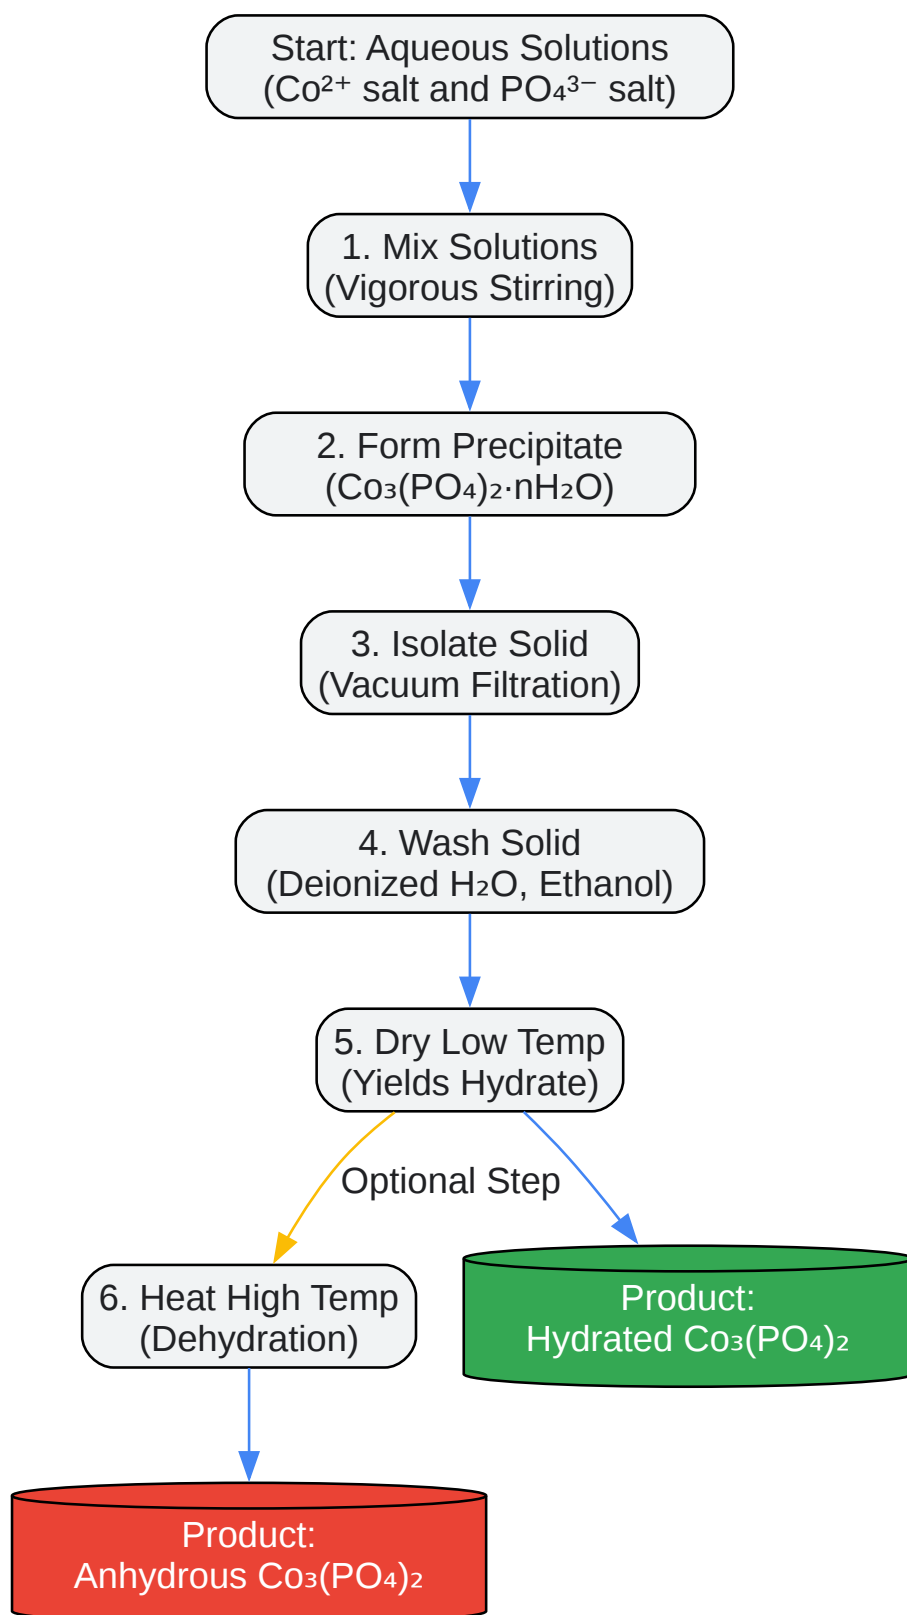 Start: Aqueous Solutions
(Co²⁺ salt and PO₄³⁻ salt)
1. Mix Solutions
(Vigorous Stirring)
2. Form Precipitate
(Co₃(PO₄)₂·nH₂O)
3. Isolate Solid
(Vacuum Filtration)
4. Wash Solid
(Deionized H₂O, Ethanol)
5. Dry Low Temp
(Yields Hydrate)
Optional Step
6. Heat High Temp
(Dehydration)
Product:
Hydrated Co₃(PO₄)₂
Product:
Anhydrous Co₃(PO₄)₂